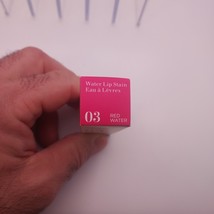 Water Lip Stain
Eau à Lèvres
03 RED
WATER